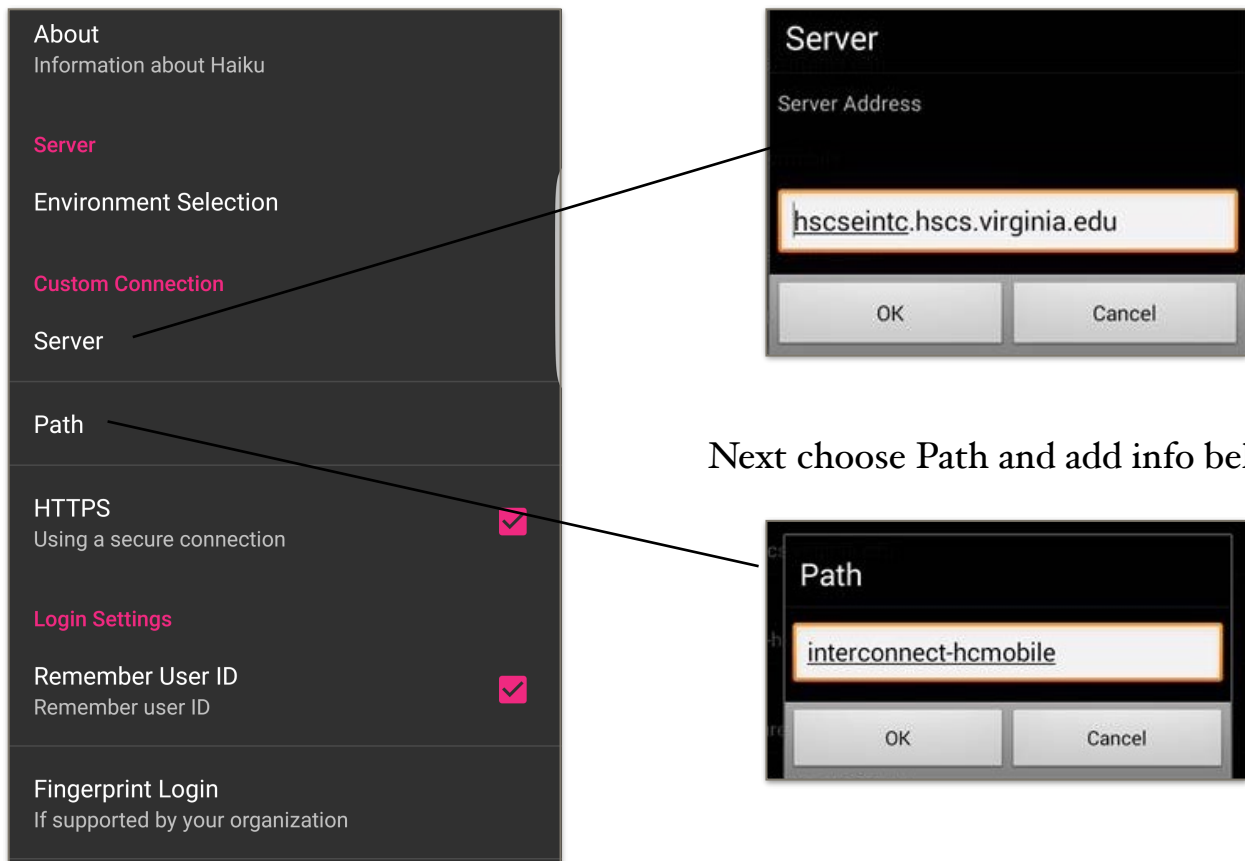 About
Information about Haiku
Server
Environment Selection
Custom Connection
Server
Path
HTTPS
Using a secure connection
Login Settings
Remember User ID
Remember user ID
Fingerprint Login
If supported by your organization
Server
Server Address
hscseintc.hscs.virginia.edu
OK Cancel
Next choose Path and add info
Path
interconnect-hcmobile
OK Cancel